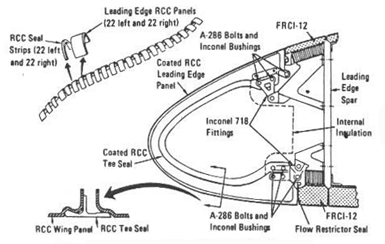 Leading Edge RCC Panels
(22 left and 22 right)
RCC Seal
Strips (22 left
and 22 right)
Coated RCC
Leading Edge
Panel
A-286 Bolts and
Inconel Bushings
FRCI-12
Leading
Edge
Spar
Inconel 718
Fittings
Internal
Insulation
Coated RCC
Tee Seal
RCC Wing Panel
RCC Tee Seal
A-286 Bolts and
Inconel Bushings
FRCI-12
Flow Restrictor Seal